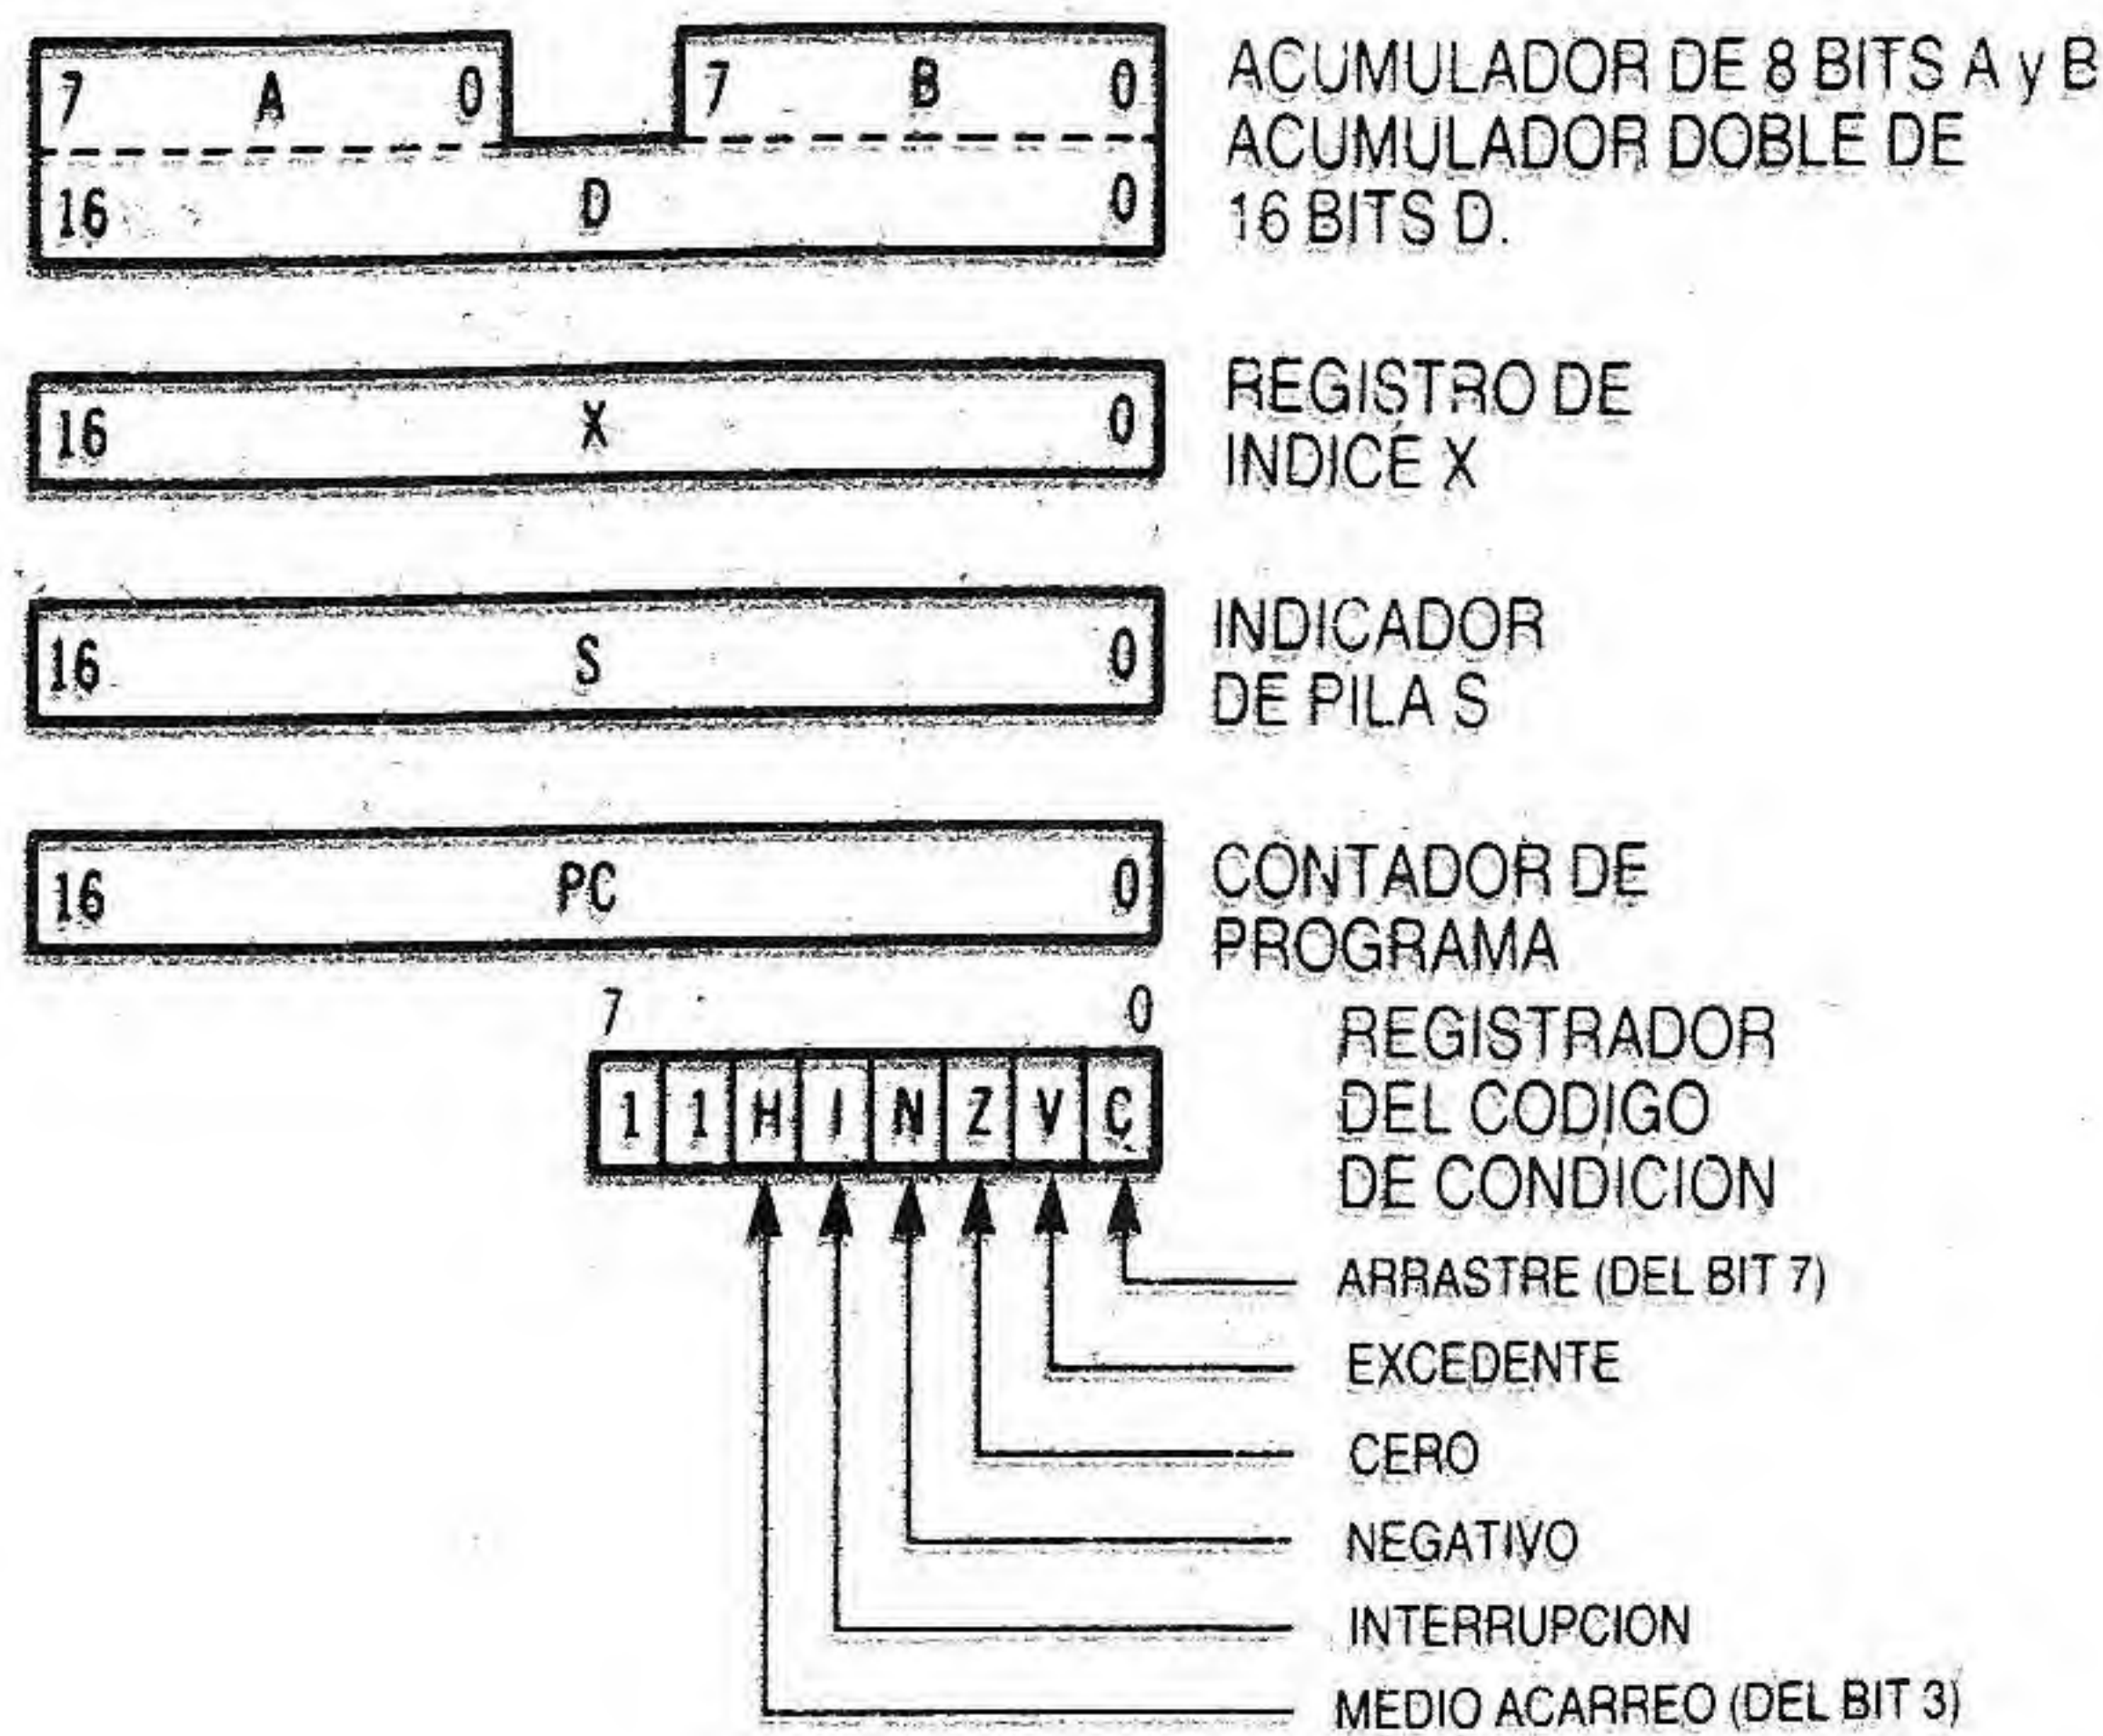 7 A 0 7 B 0
16 D 0
ACUMULADOR DE 8 BITS A y B
ACUMULADOR DOBLE DE
16 BITS D.
16 X 0
REGISTRO DE
INDICE X
16 S 0
INDICADOR
DE PILA S
16 PC 0
CONTADOR DE
PROGRAMA
7 0
1 1 H I N Z V C
REGISTRADOR
DEL CODIGO
DE CONDICION
ARRASTRE (DEL BIT 7)
EXCEDENTE
CERO
NEGATIVO
INTERRUPCION
MEDIO ACARREO (DEL BIT 3)